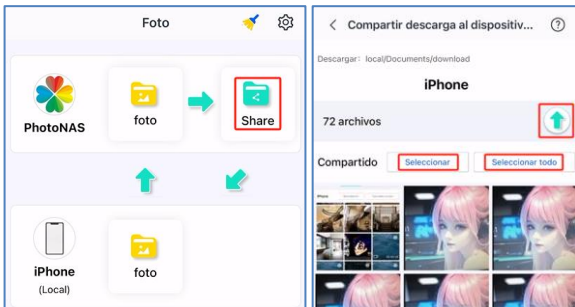 Foto
PhotoNAS
foto
Share
iPhone
(Local)
foto
Compartir descarga al dispositiv...
Descargar: local/Documents/download
iPhone
72 archivos
Compartido
Seleccionar
Seleccionar todo